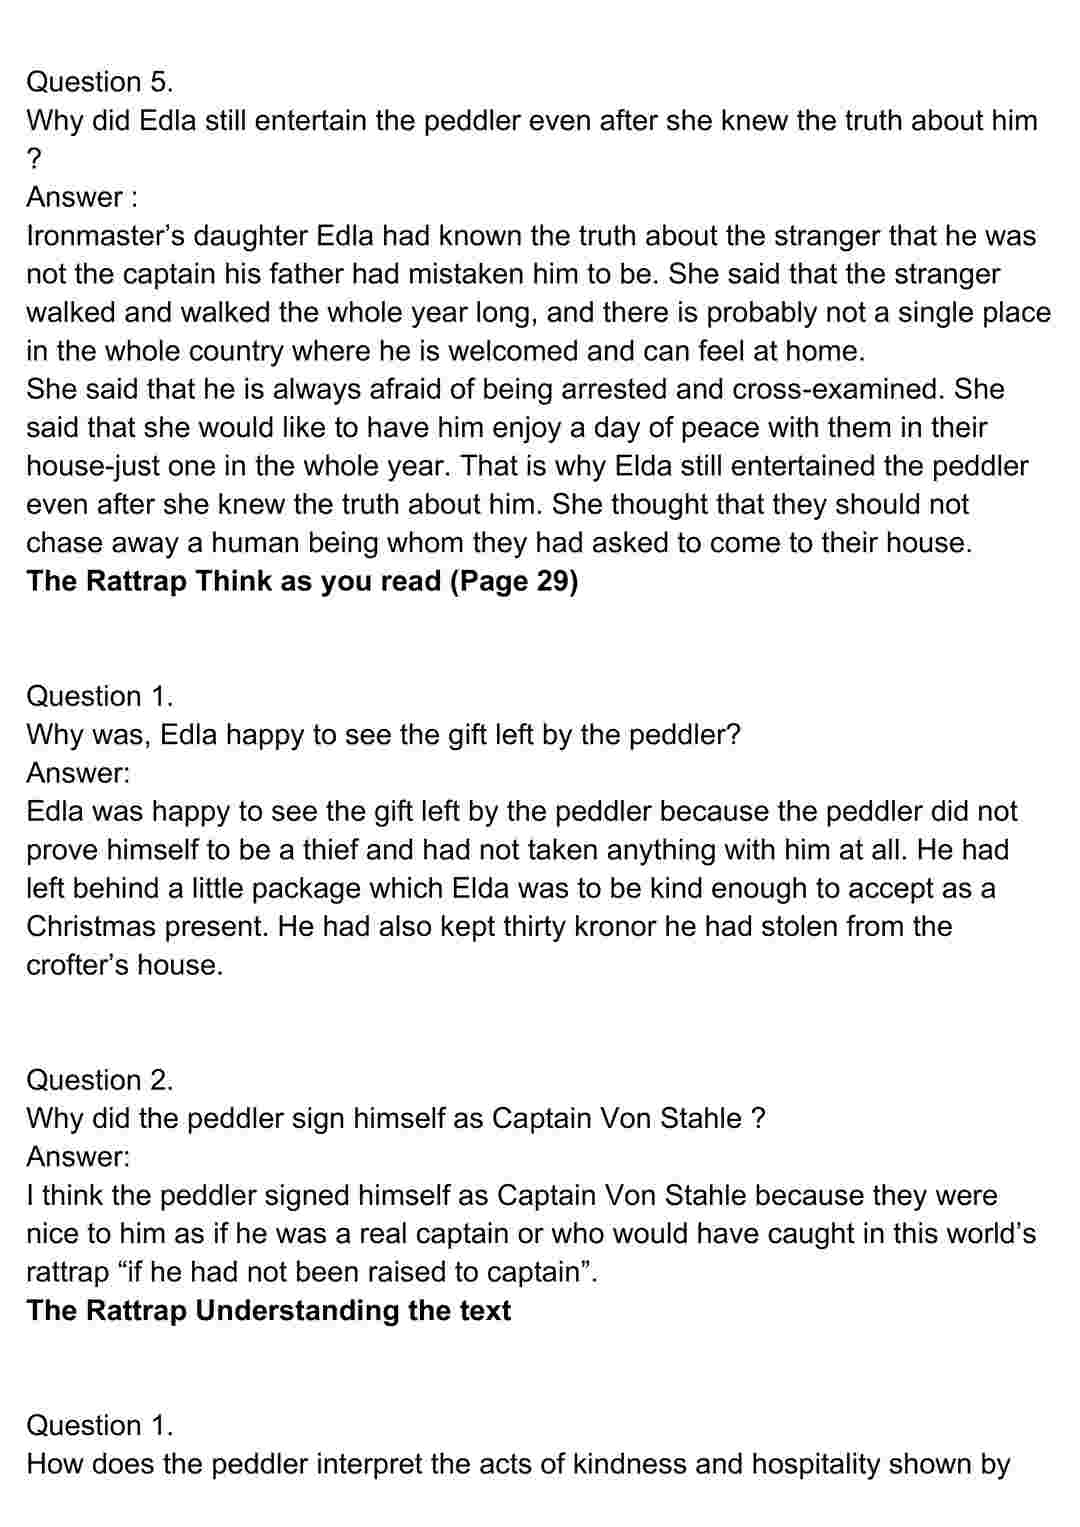 Question 5.
Why did Edla still entertain the peddler even after she knew the truth about him
?
Answer :
Ironmaster’s daughter Edla had known the truth about the stranger that he was
not the captain his father had mistaken him to be. She said that the stranger
walked and walked the whole year long, and there is probably not a single place
in the whole country where he is welcomed and can feel at home.
She said that he is always afraid of being arrested and cross-examined. She
said that she would like to have him enjoy a day of peace with them in their
house-just one in the whole year. That is why Elda still entertained the peddler
even after she knew the truth about him. She thought that they should not
chase away a human being whom they had asked to come to their house.
The Rattrap Think as you read (Page 29)
Question 1.
Why was, Edla happy to see the gift left by the peddler?
Answer:
Edla was happy to see the gift left by the peddler because the peddler did not
prove himself to be a thief and had not taken anything with him at all. He had
left behind a little package which Elda was to be kind enough to accept as a
Christmas present. He had also kept thirty kronor he had stolen from the
crofter’s house.
Question 2.
Why did the peddler sign himself as Captain Von Stahle ?
Answer:
I think the peddler signed himself as Captain Von Stahle because they were
nice to him as if he was a real captain or who would have caught in this world’s
rattrap “if he had not been raised to captain”.
The Rattrap Understanding the text
Question 1.
How does the peddler interpret the acts of kindness and hospitality shown by